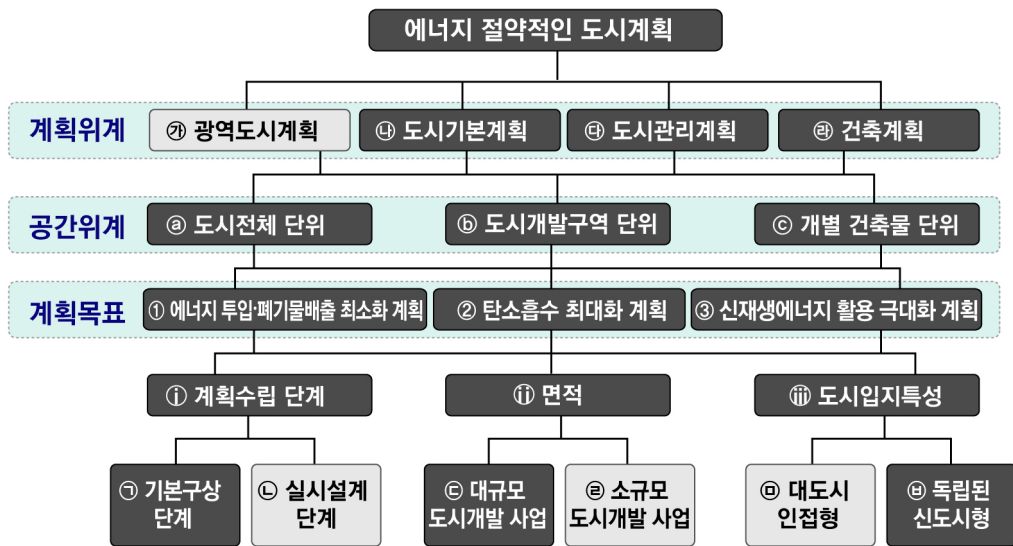 에너지 절약적인 도시계획
계획위계
㉮ 광역도시계획
㉯ 도시기본계획
㉰ 도시관리계획
㉱ 건축계획
공간위계
ⓐ 도시전체 단위
ⓑ 도시개발구역 단위
ⓒ 개별 건축물 단위
계획목표
① 에너지 투입·폐기물배출 최소화 계획
② 탄소흡수 최대화 계획
③ 신재생에너지 활용 극대화 계획
ⓘ 계획수립 단계
ⓘⓘ 면적
ⓘⓘⓘ 도시입지특성
㉠ 기본구상
단계
㉡ 실시설계
단계
㉢ 대규모
도시개발 사업
㉣ 소규모
도시개발 사업
㉤ 대도시
인접형
㉥ 독립된
신도시형